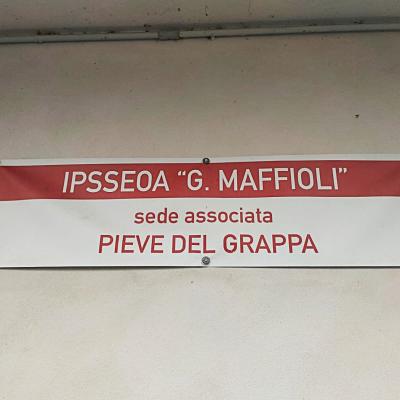 IPSSEOA “G. MAFFIOLI”
sede associata
PIEVE DEL GRAPPA